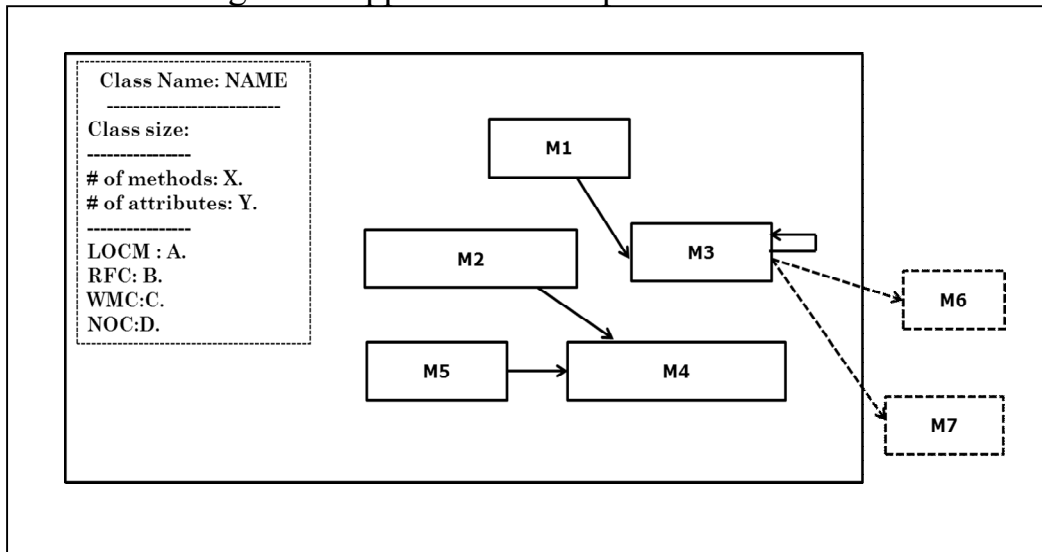 Class Name: NAME
Class size:
# of methods: X.
# of attributes: Y.
LOCM : A.
RFC: B.
WMC:C.
NOC:D.
M1
M2
M3
M6
M5
M4
M7